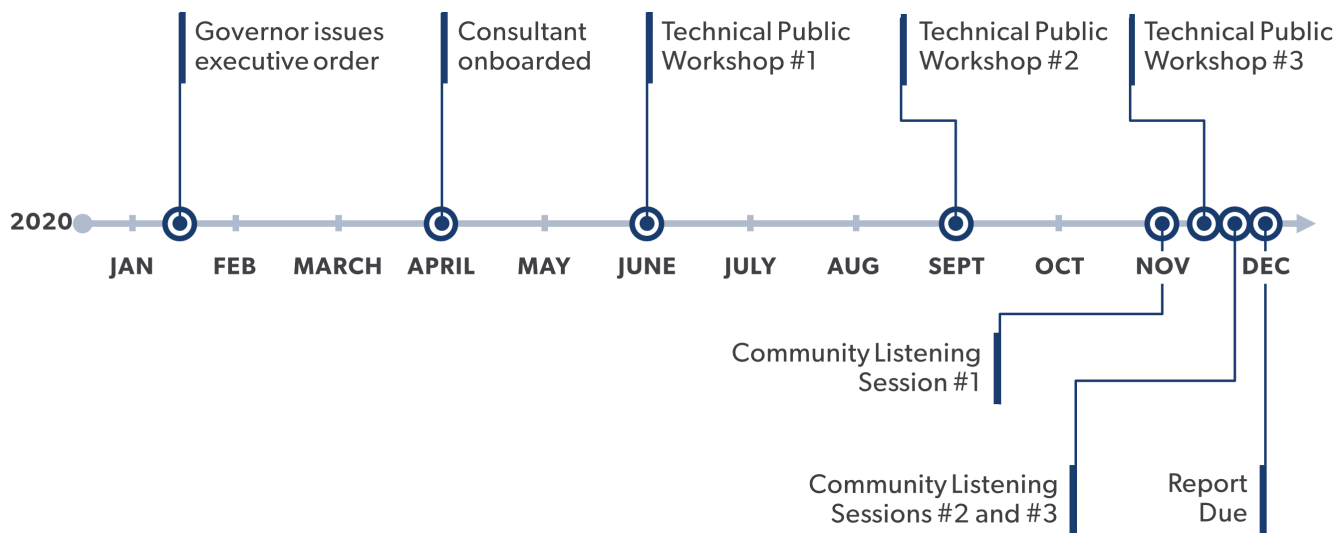 Governor issues
executive order
Consultant
onboarded
Technical Public
Workshop #1
Technical Public
Workshop #2
Technical Public
Workshop #3
2020
JAN
FEB
MARCH
APRIL
MAY
JUNE
JULY
AUG
SEPT
OCT
NOV
DEC
Community Listening
Session #1
Community Listening
Sessions #2 and #3
Report
Due